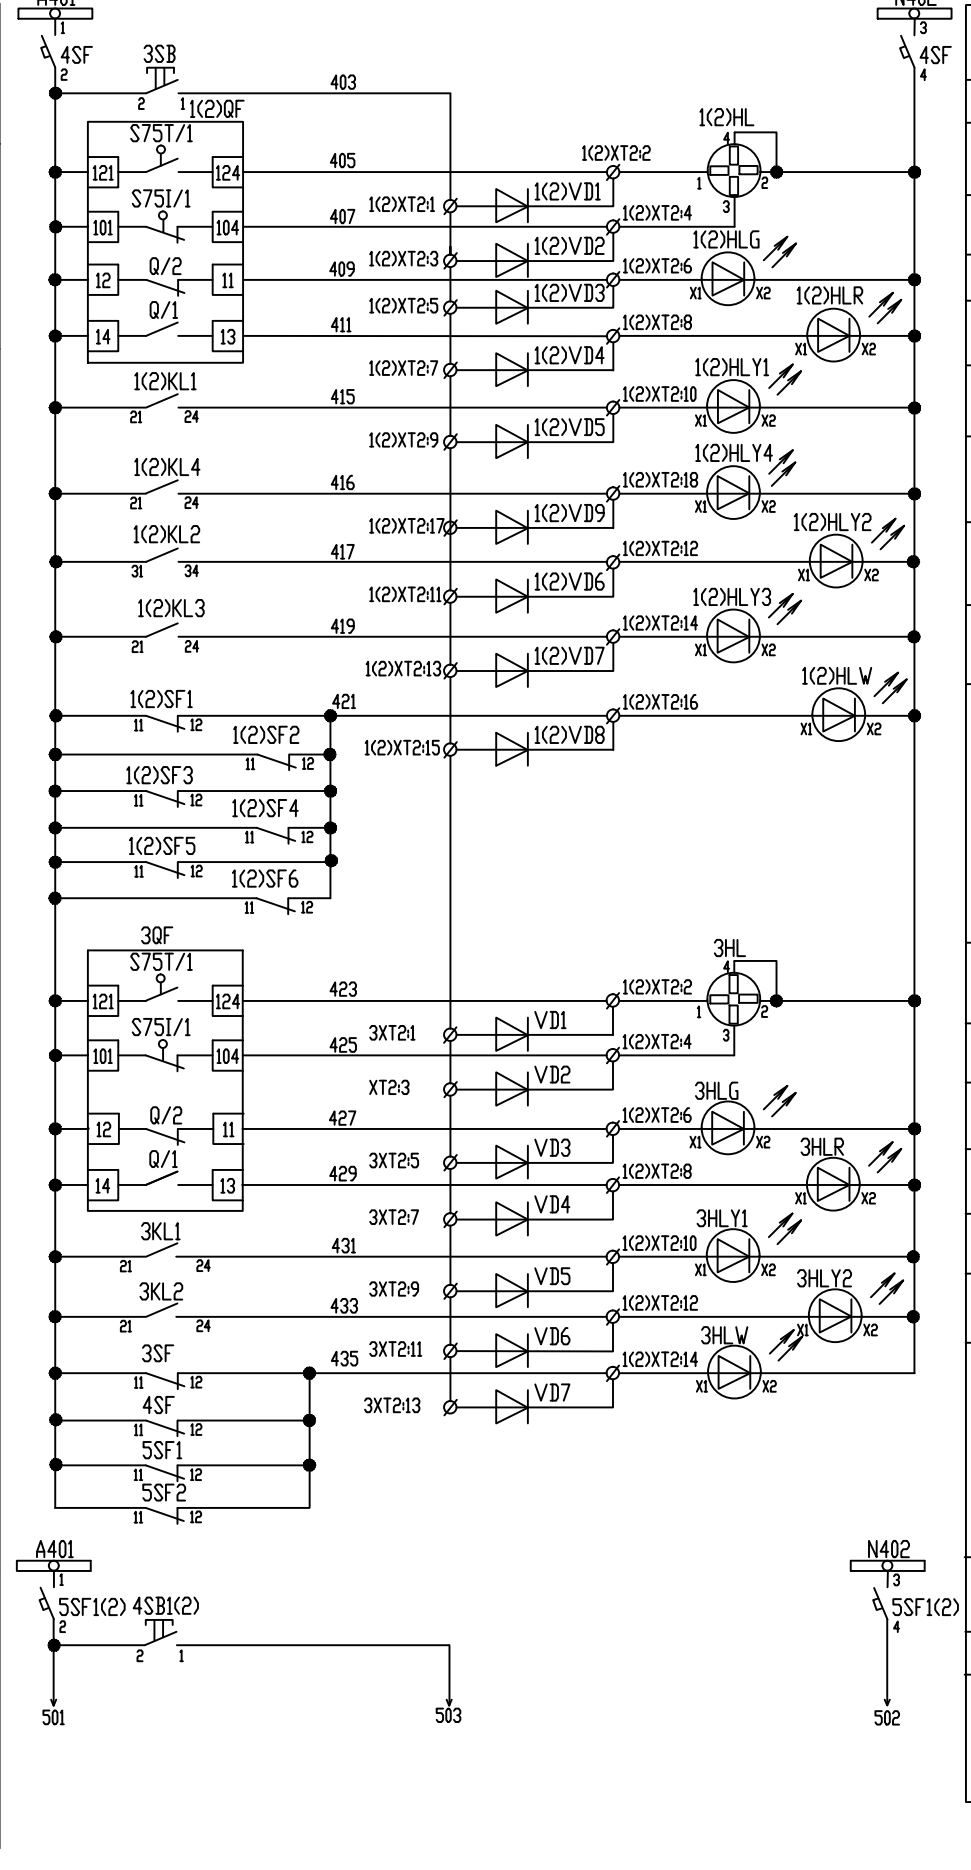 A401
N402
1
3
4SF
4SF
2
4
3SB
403
2
1
1(2)QF
S75T/1
121
124
405
1(2)XT2:2
1(2)HL
4
1
2
3
S75I/1
1(2)XT2:1
1(2)VD1
101
104
407
1(2)XT2:4
Q/2
1(2)XT2:3
1(2)VD2
1(2)HLG
12
11
409
1(2)XT2:6
X1
X2
Q/1
1(2)XT2:5
1(2)VD3
1(2)HLR
14
13
411
1(2)XT2:8
X1
X2
1(2)XT2:7
1(2)VD4
1(2)KL1
1(2)HLY1
415
1(2)XT2:10
21
24
X1
X2
1(2)XT2:9
1(2)VD5
1(2)KL4
1(2)HLY4
416
1(2)XT2:18
21
24
X1
X2
1(2)XT2:17
1(2)VD9
1(2)KL2
1(2)HLY2
417
1(2)XT2:12
31
34
X1
X2
1(2)XT2:11
1(2)VD6
1(2)KL3
1(2)HLY3
419
1(2)XT2:14
21
24
X1
X2
1(2)XT2:13
1(2)VD7
1(2)HLW
1(2)SF1
421
1(2)XT2:16
11
12
X1
X2
1(2)SF2
1(2)XT2:15
1(2)VD8
11
12
1(2)SF3
11
12
1(2)SF4
11
12
1(2)SF5
11
12
1(2)SF6
11
12
3QF
S75T/1
3HL
4
121
124
423
1(2)XT2:2
1
2
3
S75I/1
3XT2:1
VD1
101
104
425
1(2)XT2:4
XT2:3
VD2
Q/2
3HLG
12
11
427
1(2)XT2:6
X1
X2
Q/1
3XT2:5
VD3
3HLR
14
13
429
1(2)XT2:8
X1
X2
3XT2:7
VD4
3KL1
3HLY1
431
1(2)XT2:10
21
24
X1
X2
3KL2
3XT2:9
VD5
3HLY2
433
1(2)XT2:12
21
24
X1
X2
3SF
3XT2:11
VD6
3HLW
435
1(2)XT2:14
11
12
X1
X2
4SF
3XT2:13
VD7
11
12
5SF1
11
12
5SF2
11
12
A401
N402
1
3
5SF1(2)
4SB1(2)
5SF1(2)
2
4
2
1
501
503
502